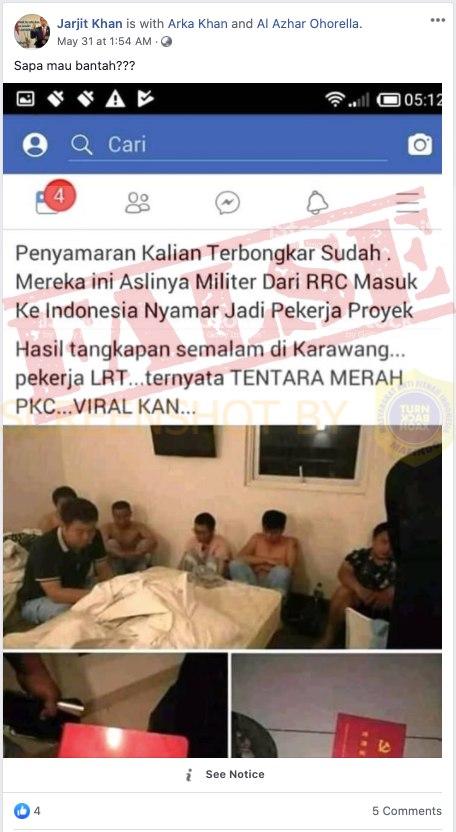 Jarjit Khan is with Arka Khan and Al Azhar Ohorella.
May 31 at 1:54 AM ·
Sapa mau bantah???
05:12
Cari
4
Penyamaran Kalian Terbongkar Sudah .
Mereka ini Aslinya Militer Dari RRC Masuk
Ke Indonesia Nyamar Jadi Pekerja Proyek
FALSE
Hasil tangkapan semalam di Karawang...
pekerja LRT...ternyata TENTARA MERAH
PKC...VIRAL KAN...
SCREENSHOT BY
TURN
BACK
HOAX
MASYARAKAT ANTI FITNAH INDONESIA
MAFINDO
See Notice
4
5 Comments